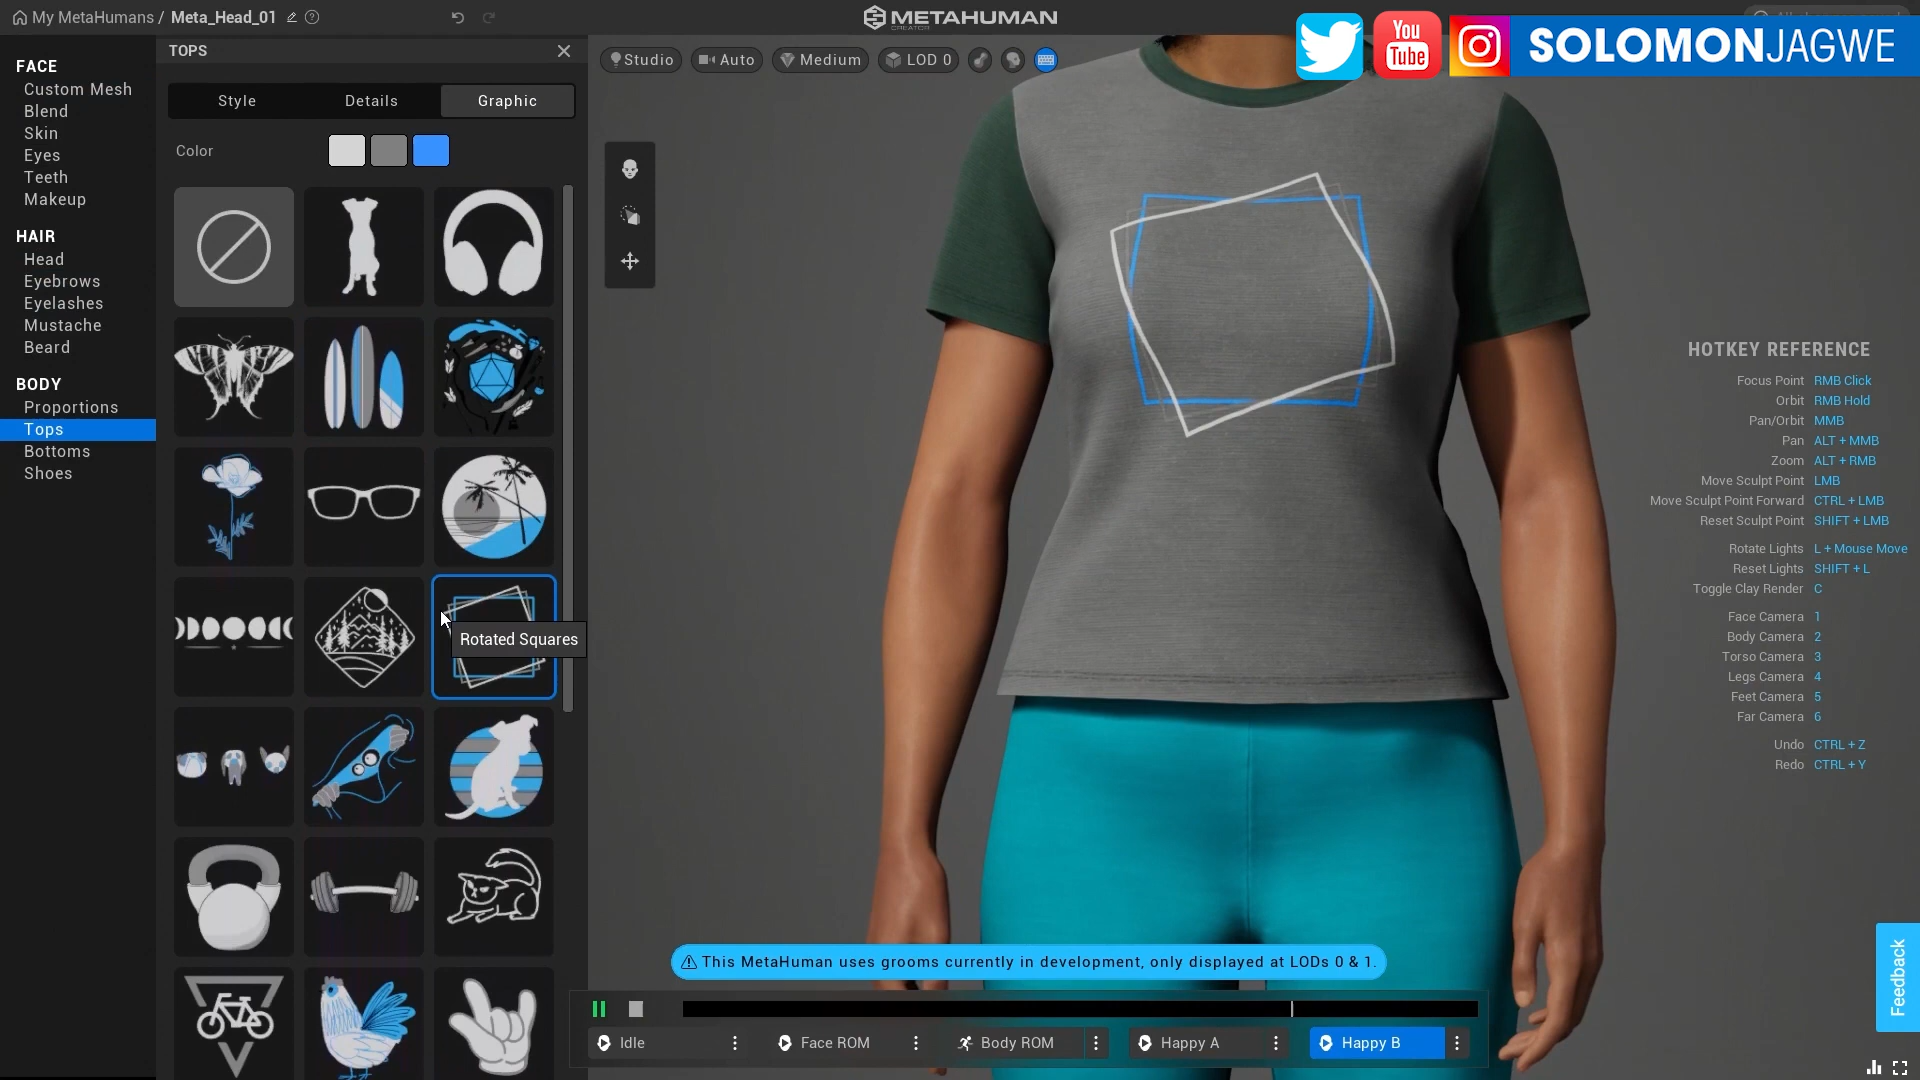 My MetaHumans / Meta_Head_01
METAHUMAN
CREATOR
You
Tube
SOLOMONJAGWE
FACE
Custom Mesh
Blend
Skin
Eyes
Teeth
Makeup
HAIR
Head
Eyebrows
Eyelashes
Mustache
Beard
BODY
Proportions
Tops
Bottoms
Shoes
TOPS
Style
Details
Graphic
Color
Rotated Squares
Studio
Auto
Medium
LOD 0
HOTKEY REFERENCE
Focus Point RMB Click
Orbit RMB Hold
Pan/Orbit MMB
Pan ALT + MMB
Zoom ALT + RMB
Move Sculpt Point LMB
Move Sculpt Point Forward CTRL + LMB
Reset Sculpt Point SHIFT + LMB
Rotate Lights L + Mouse Move
Reset Lights SHIFT + L
Toggle Clay Render C
Face Camera 1
Body Camera 2
Torso Camera 3
Legs Camera 4
Feet Camera 5
Far Camera 6
Undo CTRL + Z
Redo CTRL + Y
This MetaHuman uses grooms currently in development, only displayed at LODs 0 & 1.
Idle
Face ROM
Body ROM
Happy A
Happy B
Feedback